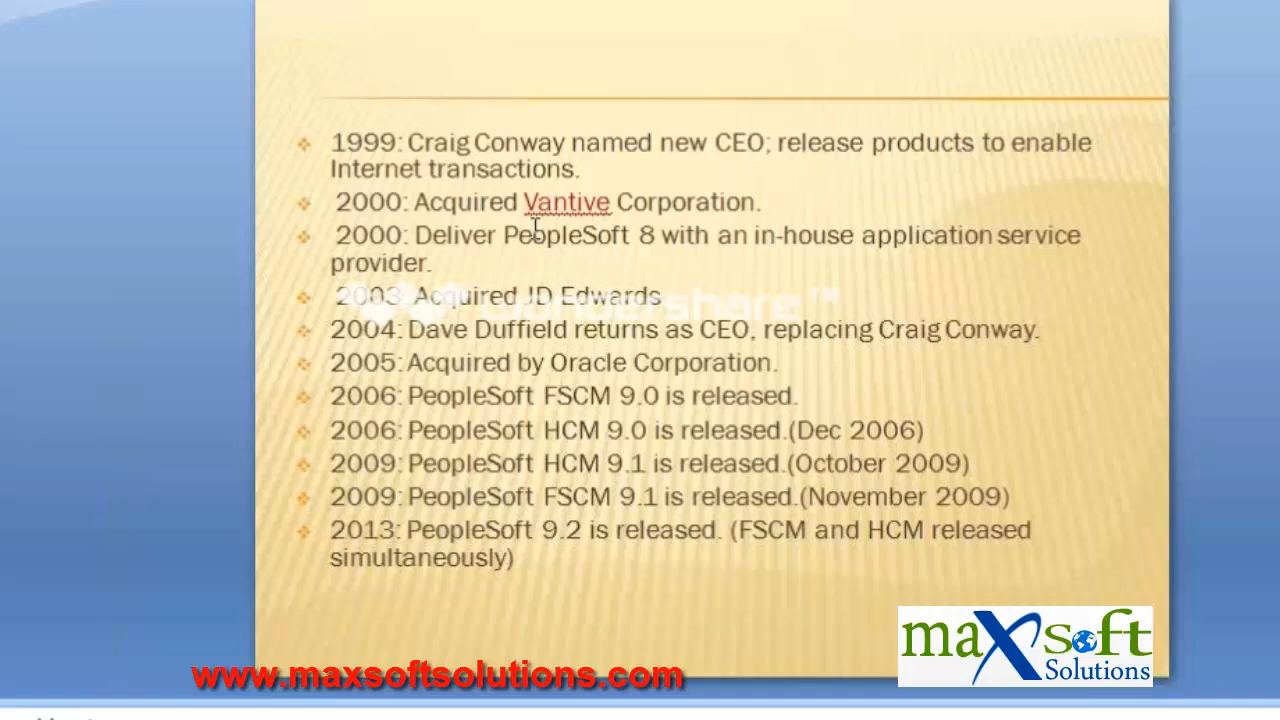 1999: Craig Conway named new CEO; release products to enable
Internet transactions.
2000: Acquired Vantive Corporation.
2000: Deliver PeopleSoft 8 with an in-house application service
provider.
2003: Acquired JD Edwards
wondershare™
2004: Dave Duffield returns as CEO, replacing Craig Conway.
2005: Acquired by Oracle Corporation.
2006: PeopleSoft FSCM 9.0 is released.
2006: PeopleSoft HCM 9.0 is released.(Dec 2006)
2009: PeopleSoft HCM 9.1 is released.(October 2009)
2009: PeopleSoft FSCM 9.1 is released.(November 2009)
2013: PeopleSoft 9.2 is released. (FSCM and HCM released
simultaneously)
maXsoft
Solutions
www.maxsoftsolutions.com